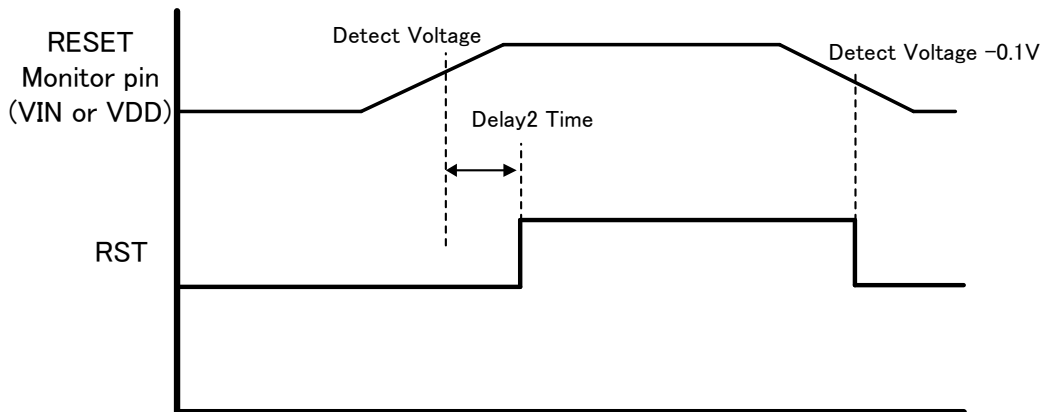 RESET
Monitor pin
(VIN or VDD)
Detect Voltage
Detect Voltage -0.1V
Delay2 Time
RST